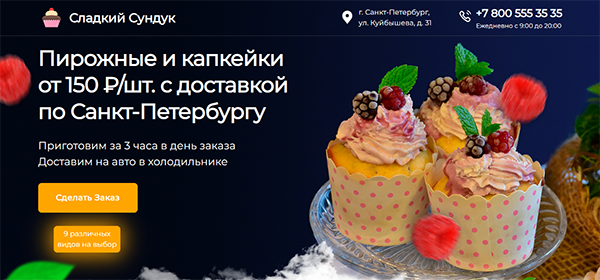 Сладкий Сундук
г. Санкт-Петербург,
ул. Куйбышева, д. 31
+7 800 555 35 35
Ежедневно с 9:00 до 20:00
Пирожные и капкейки
от 150 ₽/шт. с доставкой
по Санкт-Петербургу
Приготовим за 3 часа в день заказа
Доставим на авто в холодильнике
Сделать Заказ
9 различных
видов на выбор